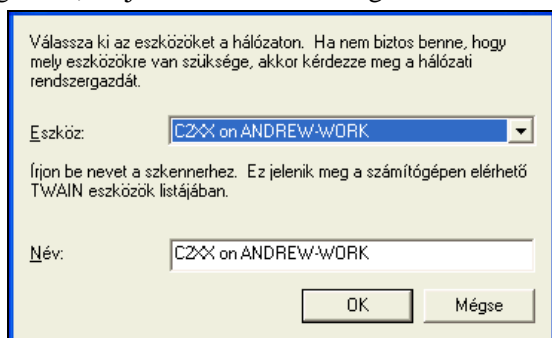 Válassza ki az eszközöket a hálózaton. Ha nem biztos benne, hogy
mely eszközökre van szüksége, akkor kérdezze meg a hálózati
rendszergazdát.
Eszköz: C2XX on ANDREW-WORK
Írjon be nevet a szkennerhez. Ez jelenik meg a számítógépen elérhető
TWAIN eszközök listájában.
Név: C2XX on ANDREW-WORK
OK Mégse